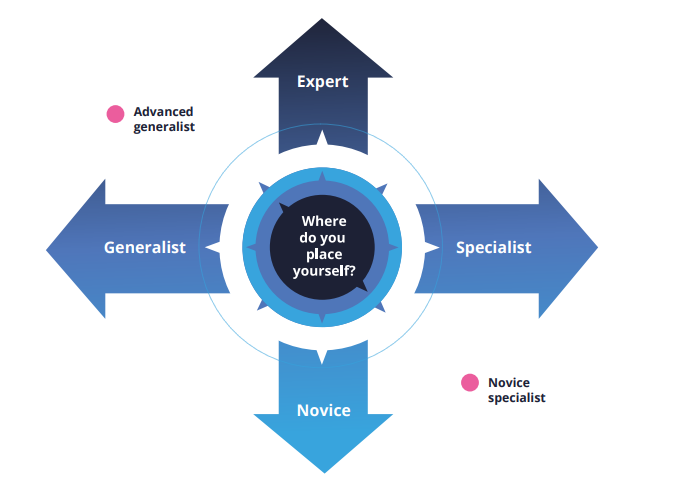 Expert
Advanced
generalist
Where
do you
place
yourself?
Generalist
Specialist
Novice
specialist
Novice